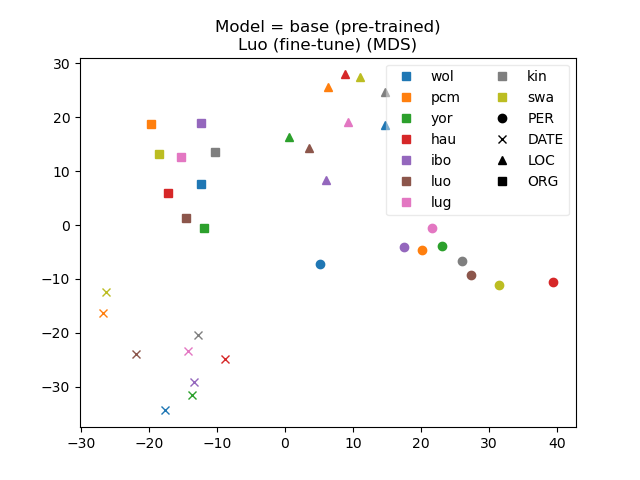 Model = base (pre-trained)
Luo (fine-tune) (MDS)
30
20
10
0
−10
−20
−30
−30
−20
−10
0
10
20
30
40
wol
pcm
yor
hau
ibo
luo
lug
kin
swa
PER
DATE
LOC
ORG